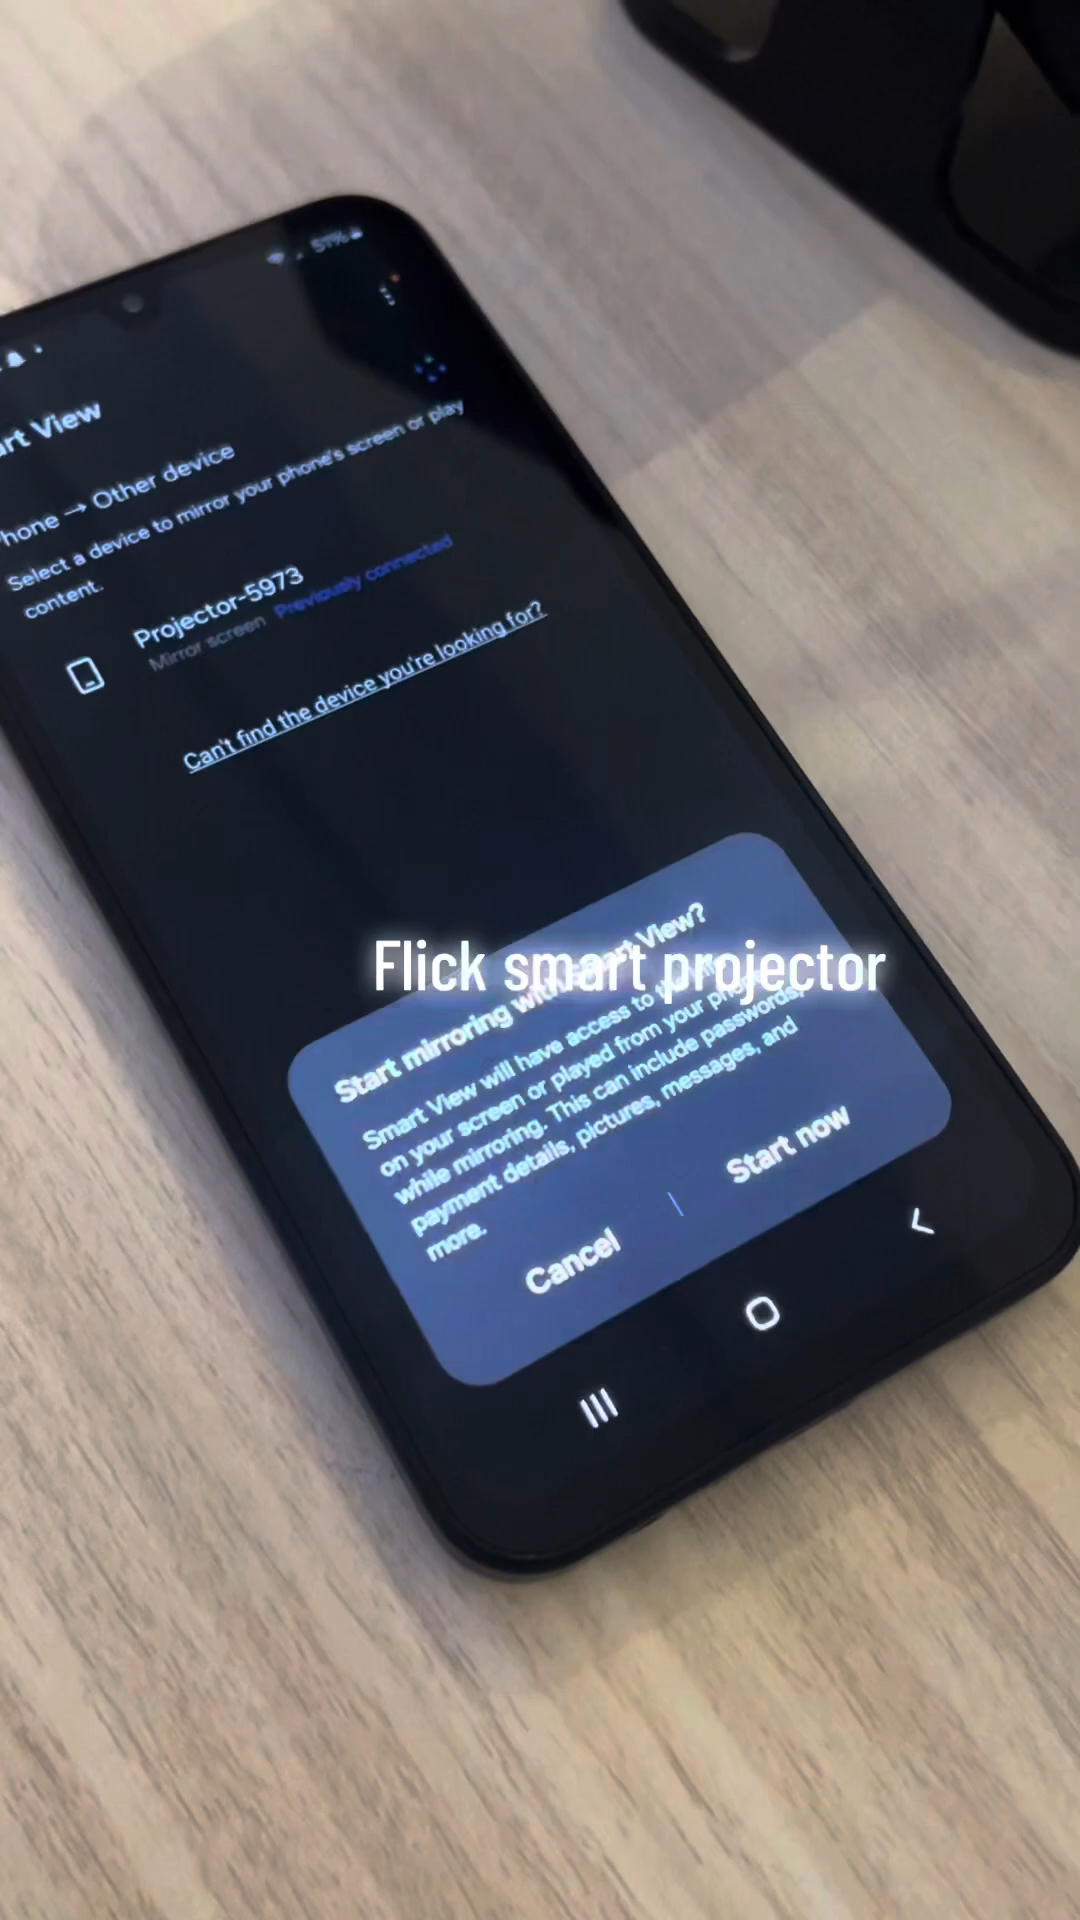 51%
art View
hone → Other device
Select a device to mirror your phone's screen or play
content.
Projector-5973
Mirror screen Previously connected
Can't find the device you're looking for?
Start mirroring with Smart View?
Flick smart projector
Smart View will have access to
on your screen or played from your
while mirroring. This can include passwords,
payment details, pictures, messages, and
more.
Cancel
Start now